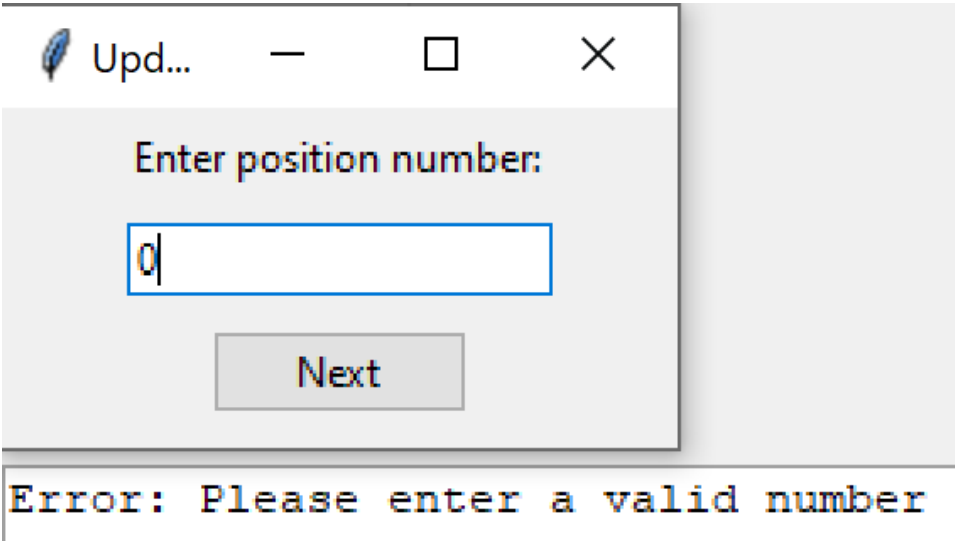 Upd...
Enter position number:
0
Next
Error: Please enter a valid number